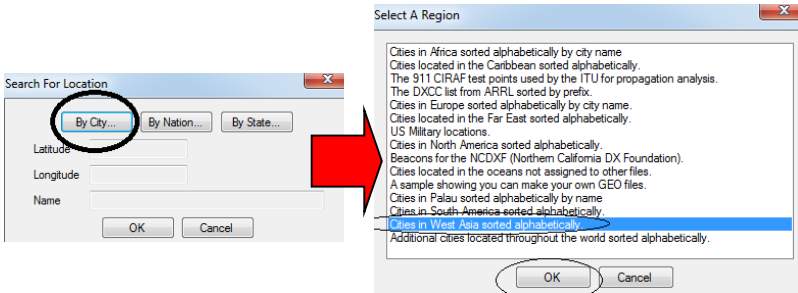 Search For Location
By City...
By Nation...
By State...
Latitude
Longitude
Name
OK
Cancel
Select A Region
Cities in Africa sorted alphabetically by city name
Cities located in the Caribbean sorted alphabetically.
The 911 CIRAF test points used by the ITU for propagation analysis.
The DXCC list from ARRL sorted by prefix.
Cities in Europe sorted alphabetically by city name.
Cities located in the Far East sorted alphabetically.
US Military locations.
Cities in North America sorted alphabetically.
Beacons for the NCDXF (Northern California DX Foundation).
Cities located in the oceans not assigned to other files.
A sample showing you can make your own GEO files.
Cities in Palau sorted alphabetically by name
Cities in South America sorted alphabetically.
Cities in West Asia sorted alphabetically.
Additional cities located throughout the world sorted alphabetically.
OK
Cancel